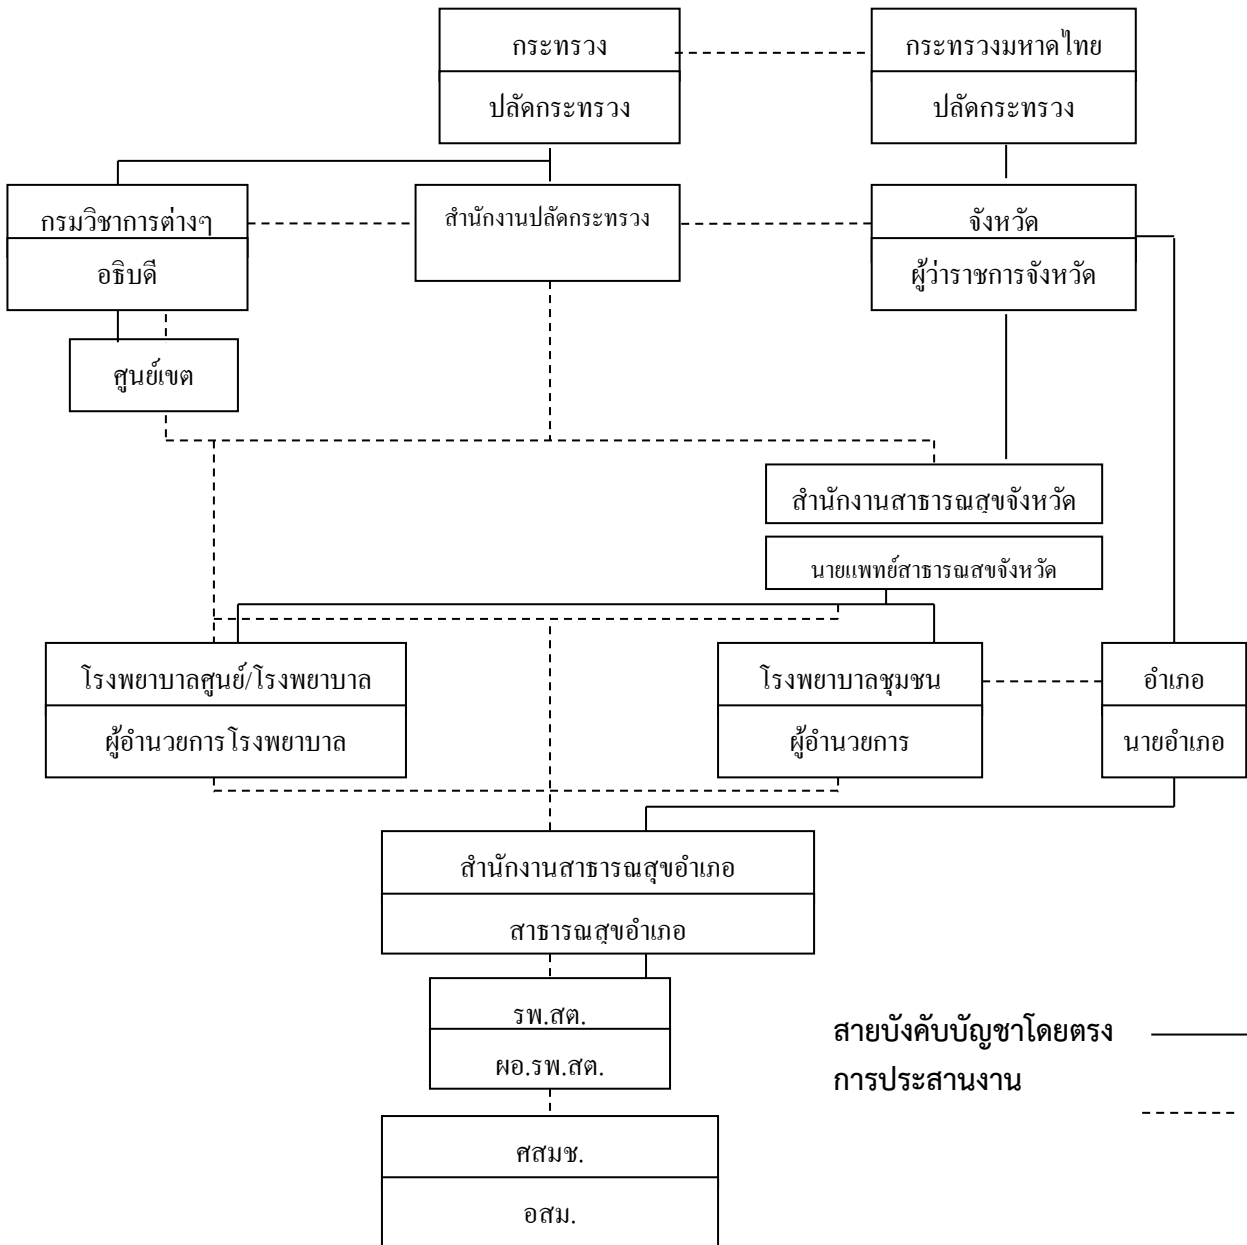 กระทรวง
กระทรวงมหาดไทย
ปลัดกระทรวง
ปลัดกระทรวง
กรมวิชาการต่างๆ
สำนักงานปลัดกระทรวง
จังหวัด
อธิบดี
ผู้ว่าราชการจังหวัด
ศูนย์เขต
สำนักงานสาธารณสุขจังหวัด
นายแพทย์สาธารณสขจังหวัด
โรงพยาบาลศูนย์/โรงพยาบาล
โรงพยาบาลชุมชน
อำเภอ
ผู้อำนวยการโรงพยาบาล
ผู้อำนวยการ
นายอำเภอ
สำนักงานสาธารณสุขอำเภอ
สาธารณสุขอำเภอ
รพ.สต.
ผอ.รพ.สต.
สายบังคับบัญชาโดยตรง
การประสานงาน
ศสมช.
อสม.